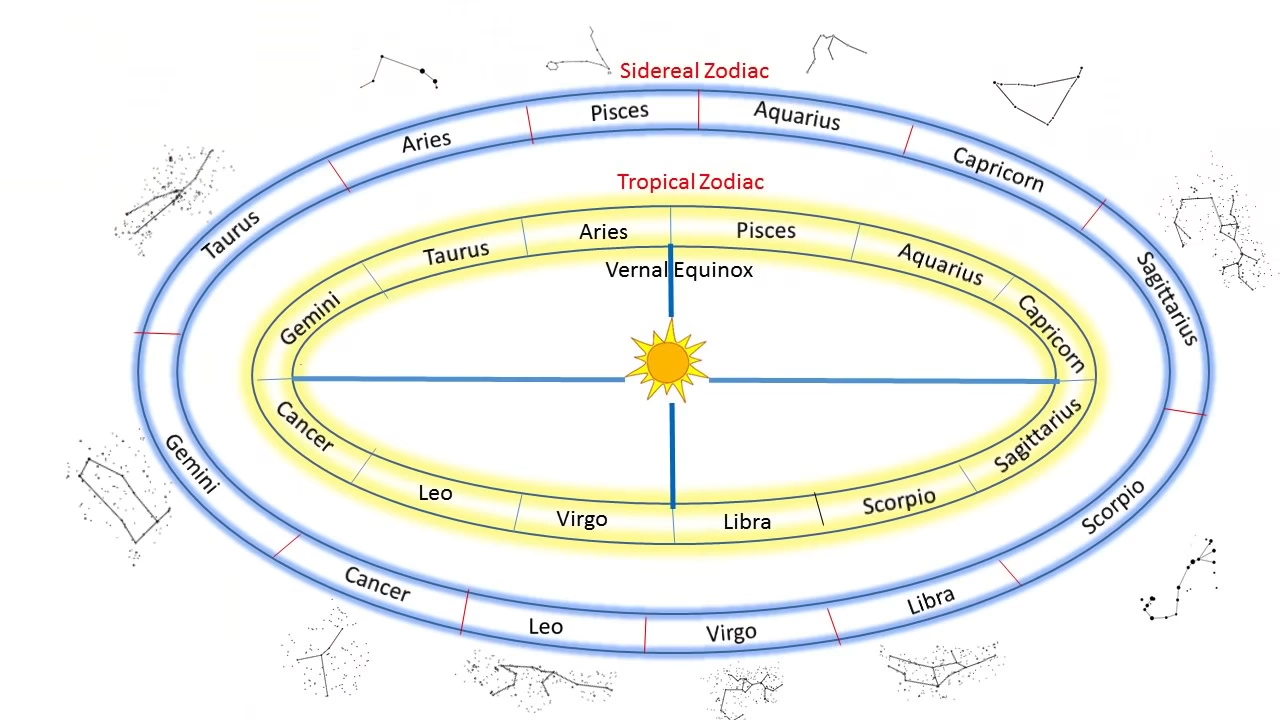 Sidereal Zodiac
Pisces
Aquarius
Aries
Capricorn
Taurus
Sagittarius
Gemini
Scorpio
Cancer
Libra
Leo
Virgo
Tropical Zodiac
Aries
Pisces
Taurus
Aquarius
Gemini
Capricorn
Vernal Equinox
Cancer
Sagittarius
Leo
Scorpio
Virgo
Libra